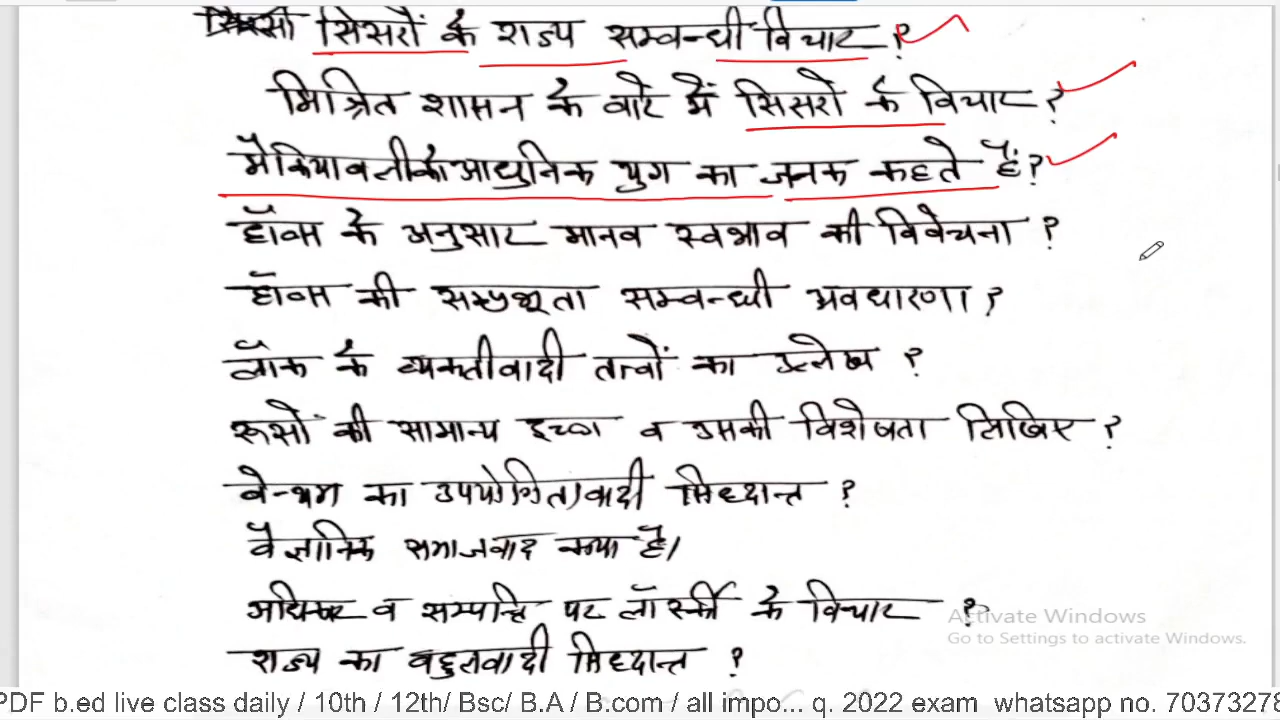 सिसरों के राज्य सम्बन्धी विचार ?
मिश्रित शासन के बारे में सिसरो के विचार ?
मैकियावलीको आधुनिक युग का जनक कहते हैं ?
हॉब्स के अनुसार मानव स्वभाव की विवेचना ?
हॉब्स की सम्प्रभूता सम्बन्धी अवधारणा ?
लॉक के व्यक्तीवादी तत्वों का उल्लेख ?
रूसों की सामान्य इच्छा व उसकी विशेषता लिखिए ?
बेन्थम का उपयोगितावादी सिध्दान्त ?
वैज्ञानिक समाजवाद क्या है।
अधिकार व सम्पत्ति पर लॉस्की के विचार ?
राज्य का बहुलवादी सिध्दान्त ?
Activate Windows
Go to Settings to activate Windows.
PDF b.ed live class daily / 10th / 12th/ Bsc/ B.A / B.com / all impo... q. 2022 exam whatsapp no. 70373278